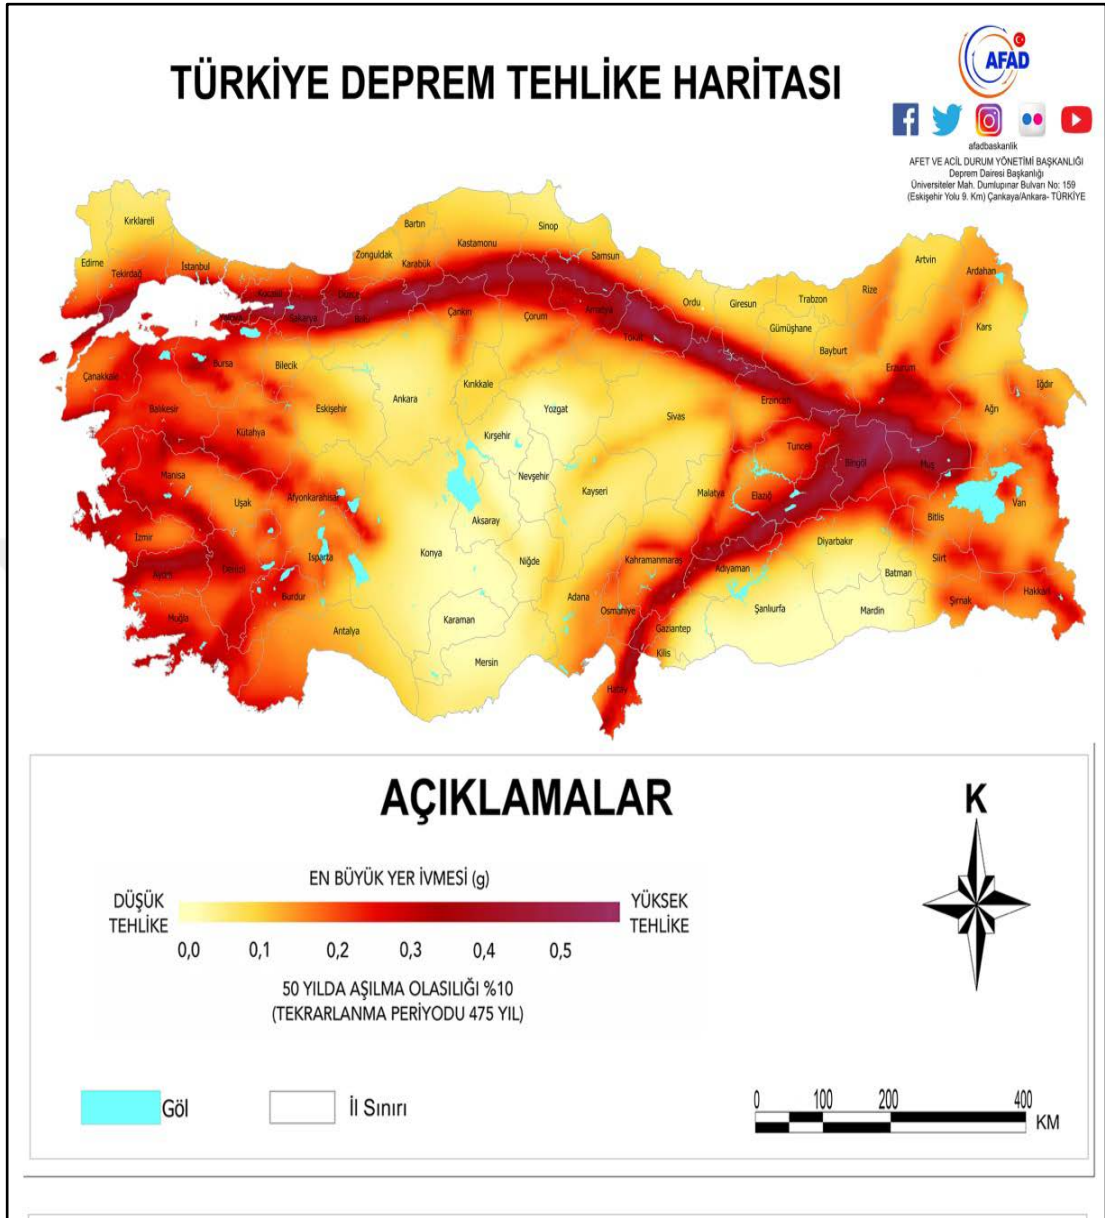 TÜRKİYE DEPREM TEHLİKE HARİTASI
AFAD
afadbaskanlik
AFET VE ACİL DURUM YÖNETİMİ BAŞKANLIĞI
Deprem Dairesi Başkanlığı
Üniversiteler Mah. Dumlupınar Bulvarı No: 159
(Eskişehir Yolu 9. Km) Çankaya/Ankara- TÜRKİYE
Kırklareli
Edirne
Tekirdağ
İstanbul
Kocaeli
Yalova
Sakarya
Düzce
Bolu
Zonguldak
Bartın
Karabük
Kastamonu
Sinop
Samsun
Çankırı
Çorum
Amasya
Tokat
Ordu
Giresun
Trabzon
Gümüşhane
Bayburt
Rize
Artvin
Ardahan
Kars
Iğdır
Erzurum
Ağrı
Erzincan
Tunceli
Bingöl
Muş
Van
Bitlis
Çanakkale
Bursa
Bilecik
Balıkesir
Kütahya
Eskişehir
Ankara
Kırıkkale
Yozgat
Kırşehir
Sivas
Nevşehir
Kayseri
Malatya
Elazığ
Manisa
Uşak
Afyonkarahisar
İzmir
Aydın
Denizli
Isparta
Burdur
Muğla
Antalya
Konya
Aksaray
Niğde
Karaman
Mersin
Adana
Kahramanmaraş
Osmaniye
Gaziantep
Kilis
Hatay
Adıyaman
Şanlıurfa
Diyarbakır
Batman
Mardin
Siirt
Şırnak
Hakkari
AÇIKLAMALAR
K
EN BÜYÜK YER İVMESİ (g)
DÜŞÜK
TEHLİKE
YÜKSEK
TEHLİKE
0,0 0,1 0,2 0,3 0,4 0,5
50 YILDA AŞILMA OLASILIĞI %10
(TEKRARLANMA PERİYODU 475 YIL)
Göl
İl Sınırı
0 100 200 400
KM